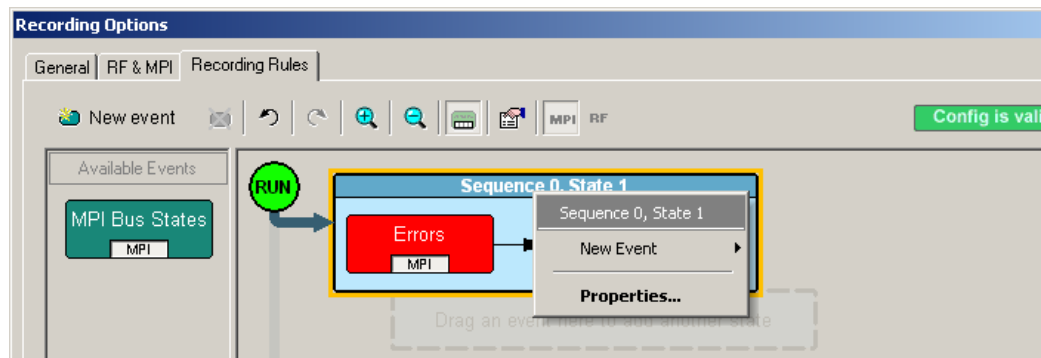 Recording Options
General RF & MPI Recording Rules
New event MPI RF Config is vali
Available Events
RUN
Sequence 0, State 1
MPI Bus States
MPI
Errors
MPI
Sequence 0, State 1
New Event
Properties...
Drag an event here to add another state